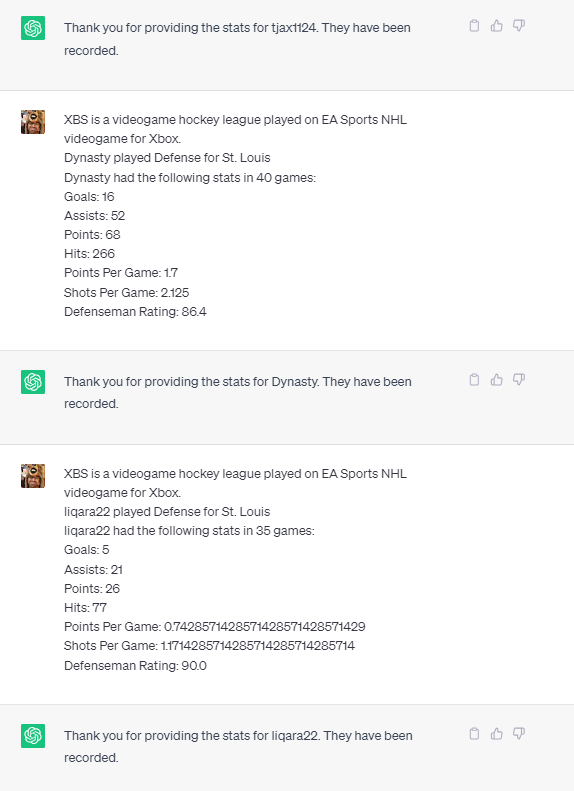 Thank you for providing the stats for tjax1124. They have been
recorded.
XBS is a videogame hockey league played on EA Sports NHL
videogame for Xbox.
Dynasty played Defense for St. Louis
Dynasty had the following stats in 40 games:
Goals: 16
Assists: 52
Points: 68
Hits: 266
Points Per Game: 1.7
Shots Per Game: 2.125
Defenseman Rating: 86.4
Thank you for providing the stats for Dynasty. They have been
recorded.
XBS is a videogame hockey league played on EA Sports NHL
videogame for Xbox.
liqara22 played Defense for St. Louis
liqara22 had the following stats in 35 games:
Goals: 5
Assists: 21
Points: 26
Hits: 77
Points Per Game: 0.7428571428571428571428571429
Shots Per Game: 1.1714285714285714285714285714
Defenseman Rating: 90.0
Thank you for providing the stats for liqara22. They have been
recorded.